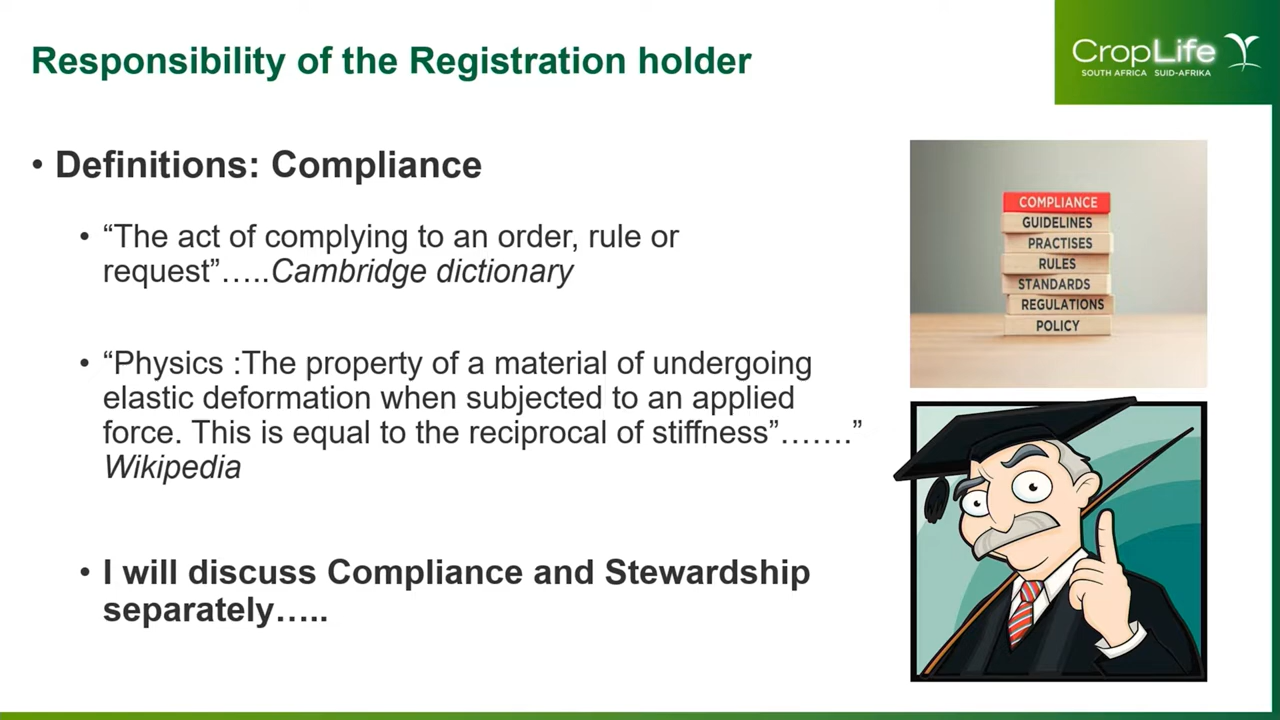 Responsibility of the Registration holder
CropLife
SOUTH AFRICA SUID-AFRIKA
• Definitions: Compliance
• “The act of complying to an order, rule or
request”…..Cambridge dictionary
• “Physics :The property of a material of undergoing
elastic deformation when subjected to an applied
force. This is equal to the reciprocal of stiffness”…….”
Wikipedia
• I will discuss Compliance and Stewardship
separately…..
COMPLIANCE
GUIDELINES
PRACTISES
RULES
STANDARDS
REGULATIONS
POLICY